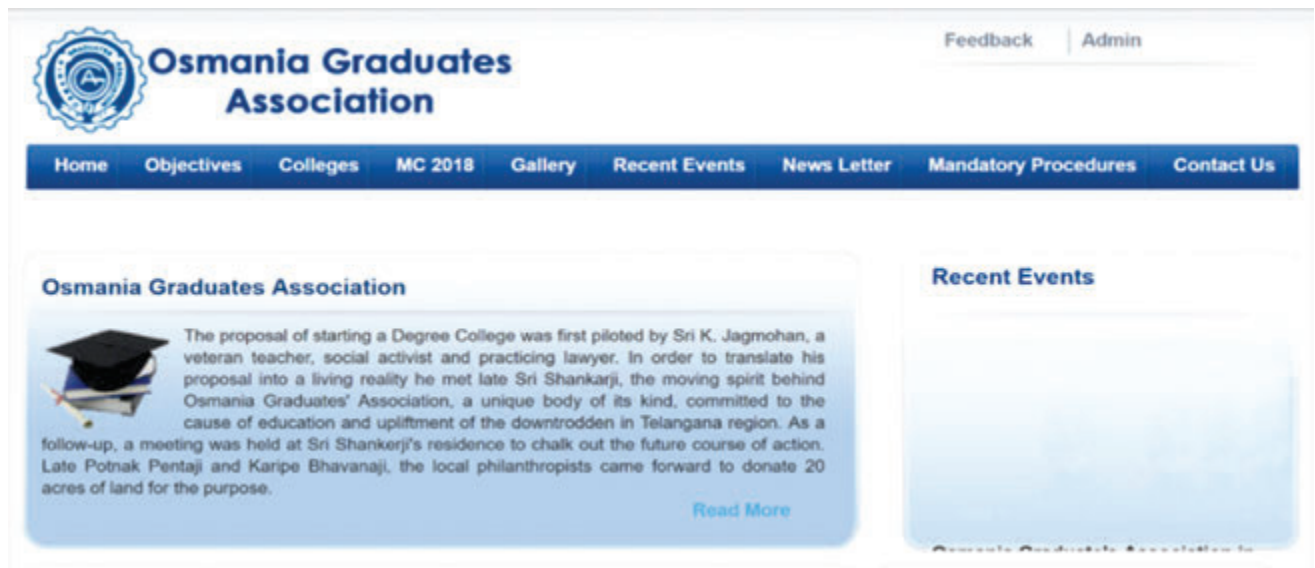 Osmania Graduates
Association
Feedback
Admin
Home Objectives Colleges MC 2018 Gallery Recent Events News Letter Mandatory Procedures Contact Us
Osmania Graduates Association
The proposal of starting a Degree College was first piloted by Sri K. Jagmohan, a
veteran teacher, social activist and practicing lawyer. In order to translate his
proposal into a living reality he met late Sri Shankarji, the moving spirit behind
Osmania Graduates' Association, a unique body of its kind, committed to the
cause of education and upliftment of the downtrodden in Telangana region. As a
follow-up, a meeting was held at Sri Shankerji's residence to chalk out the future course of action.
Late Potnak Pentaji and Karipe Bhavanaji, the local philanthropists came forward to donate 20
acres of land for the purpose.
Read More
Recent Events